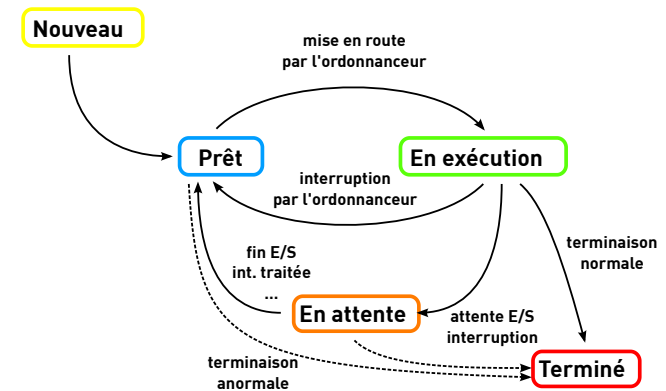 Nouveau
mise en route
par l'ordonnanceur
Prêt
En exécution
interruption
par l'ordonnanceur
terminaison
normale
fin E/S
int. traitée
...
En attente
attente E/S
interruption
terminaison
anormale
Terminé